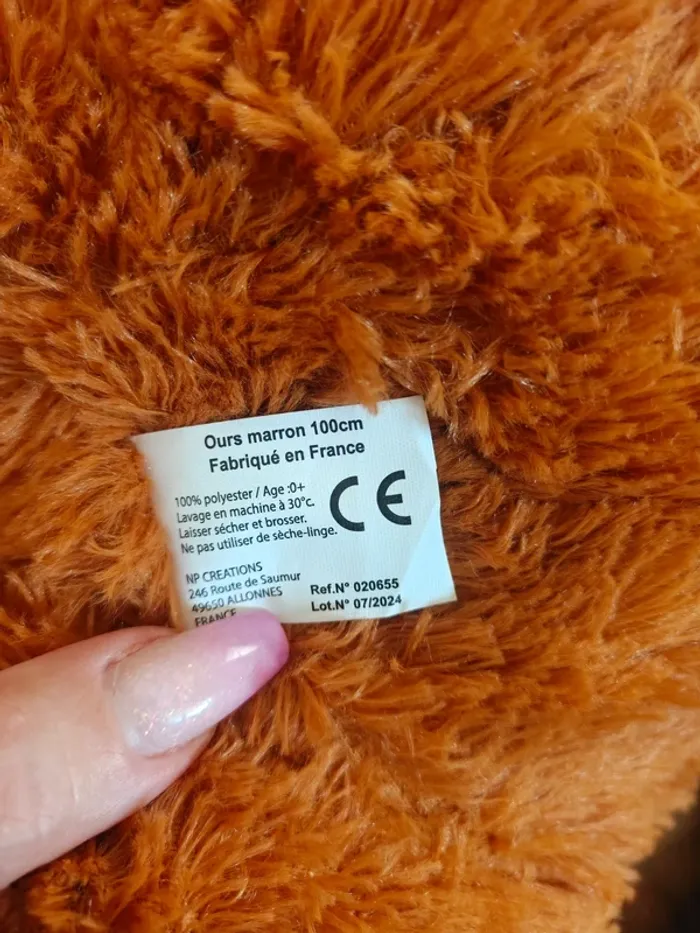 Ours marron 100cm
Fabriqué en France
100% polyester / Age :0+
Lavage en machine à 30°c.
Laisser sécher et brosser.
Ne pas utiliser de sèche-linge.
CE
NP CREATIONS
246 Route de Saumur
49650 ALLONNES
FRANCE
Ref.N° 020655
Lot.N° 07/2024